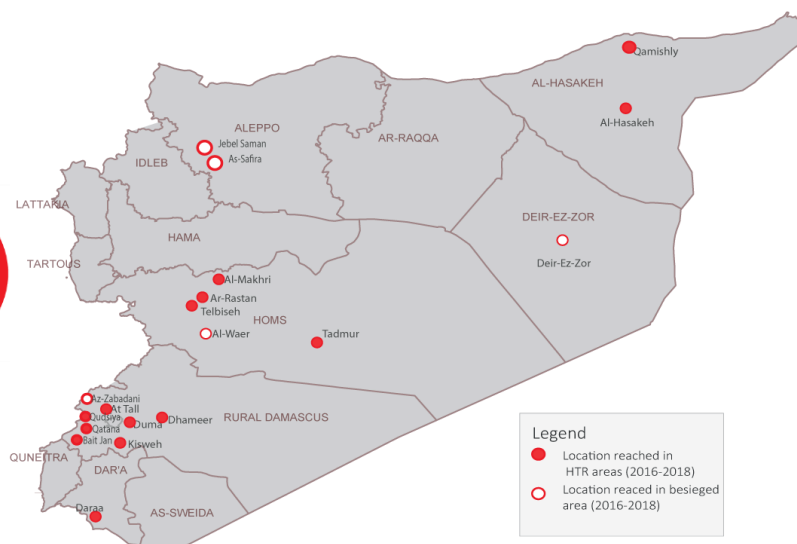 Qamishly
AL-HASAKEH
Al-Hasakeh
ALEPPO
Jebel Saman
As-Safira
AR-RAQQA
IDLEB
LATTAKIA
DEIR-EZ-ZOR
Deir-Ez-Zor
HAMA
TARTOUS
Al-Makhri
Ar-Rastan
Telbiseh
HOMS
Al-Waer
Tadmur
Az-Zabadani
At Tall
Qudsiya
Duma
Dhameer
RURAL DAMASCUS
Qatana
Bait Jan
Kisweh
QUNEITRA
DAR'A
Daraa
AS-SWEIDA
Legend
Location reached in
HTR areas (2016-2018)
Location reaced in besieged
area (2016-2018)